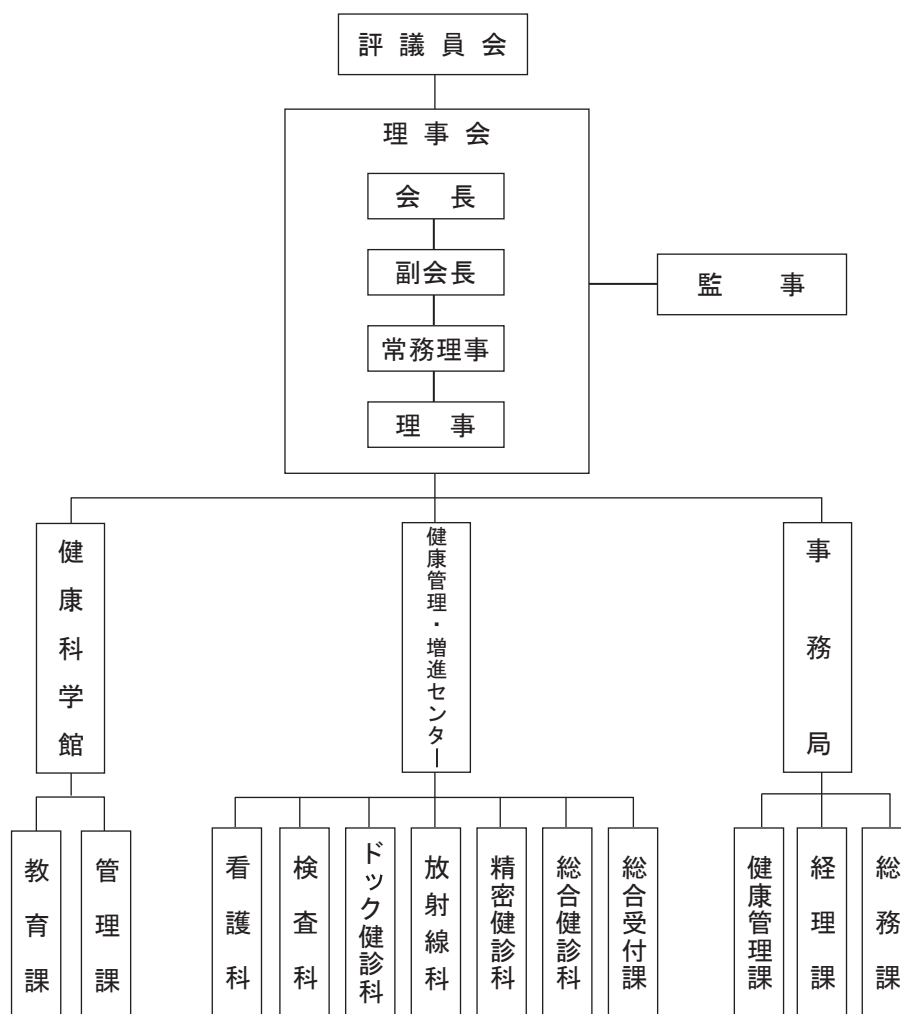 評議員会
理事会
会長
副会長
常務理事
理事
監事
健康科学館
健康管理・増進センター
事務局
教育課
管理課
看護科
検査科
ドック健診科
放射線科
精密健診科
総合健診科
総合受付課
健康管理課
経理課
総務課